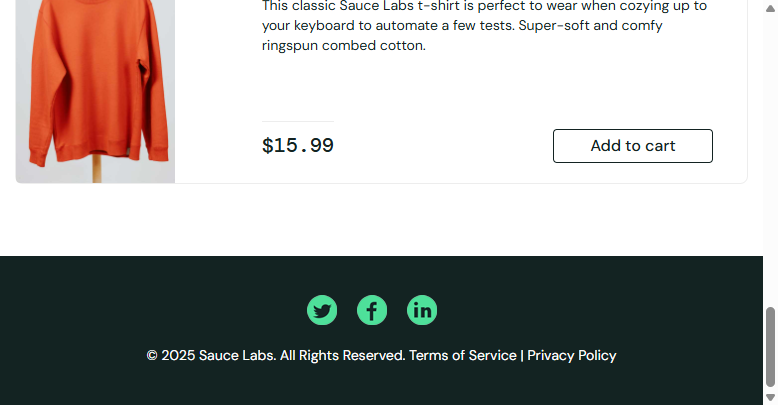 This classic Sauce Labs t-shirt is perfect to wear when cozying up to
your keyboard to automate a few tests. Super-soft and comfy
ringspun combed cotton.
$15.99
Add to cart
© 2025 Sauce Labs. All Rights Reserved. Terms of Service | Privacy Policy